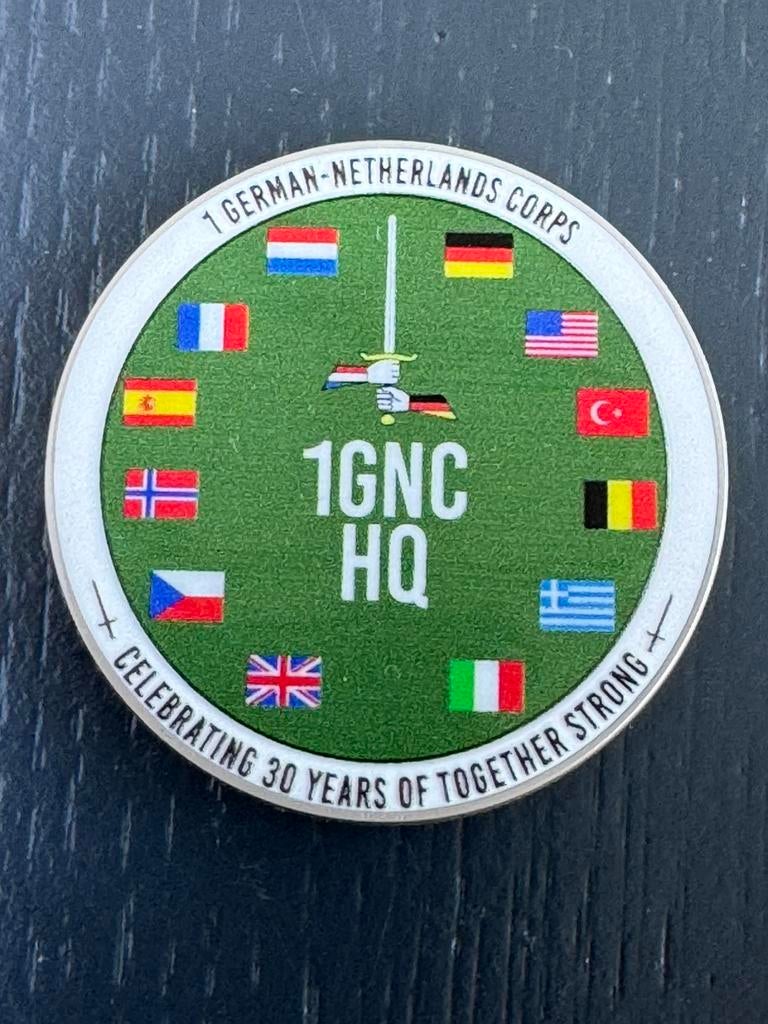 1 GERMAN-NETHERLANDS CORPS
1GNC
HQ
CELEBRATING 30 YEARS OF TOGETHER STRONG